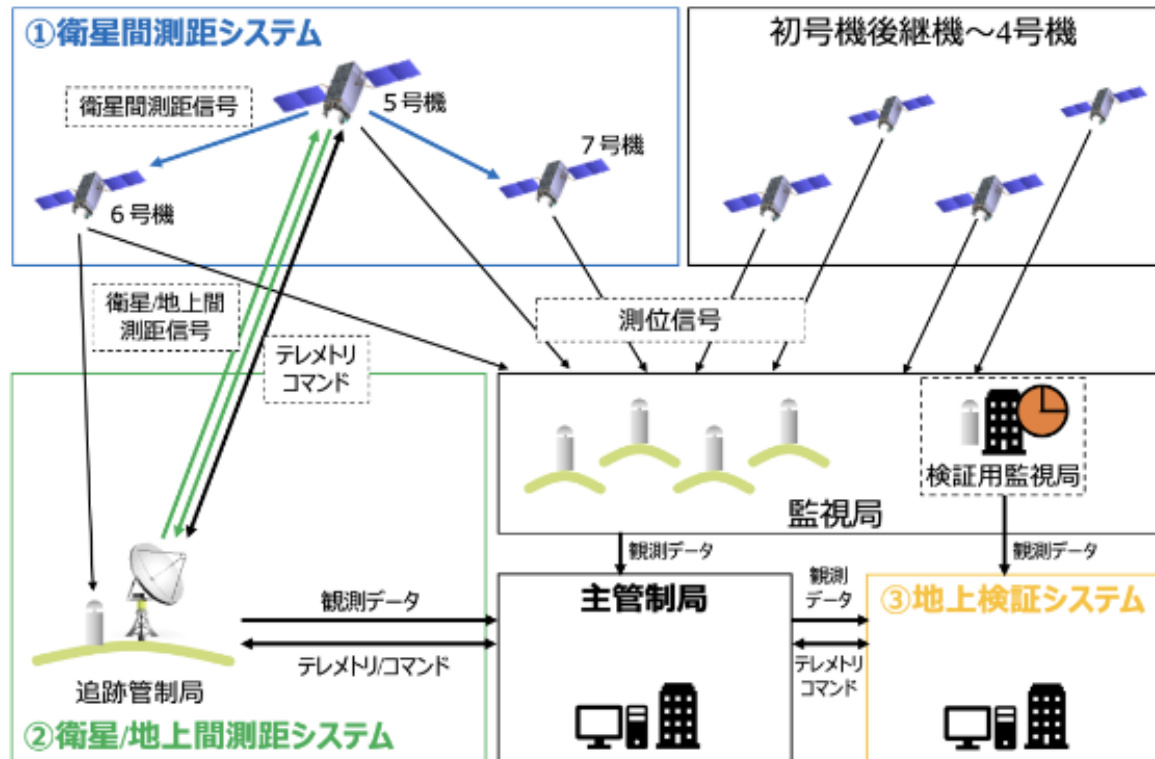 ①衛星間測距システム
初号機後継機～4号機
衛星間測距信号
５号機
７号機
６号機
衛星/地上間
測距信号
テレメトリ
コマンド
測位信号
検証用監視局
監視局
観測データ
観測データ
主管制局
観測
データ
③地上検証システム
観測データ
テレメトリ/コマンド
テレメトリ
コマンド
追跡管制局
②衛星/地上間測距システム